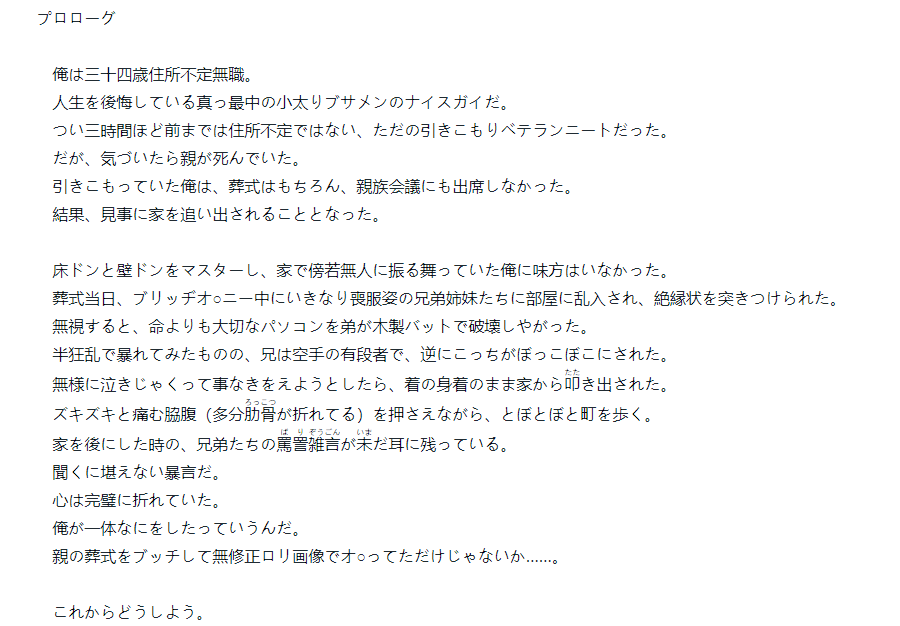 プロローグ
俺は三十四歳住所不定無職。
人生を後悔している真っ最中の小太りブサメンのナイスガイだ。
つい三時間ほど前までは住所不定ではない、ただの引きこもりベテランニートだった。
だが、気づいたら親が死んでいた。
引きこもっていた俺は、葬式はもちろん、親族会議にも出席しなかった。
結果、見事に家を追い出されることとなった。
床ドンと壁ドンをマスターし、家で傍若無人に振る舞っていた俺に味方はいなかった。
葬式当日、ブリッヂオ○ニー中にいきなり喪服姿の兄弟姉妹たちに部屋に乱入され、絶縁状を突きつけられた。
無視すると、命よりも大切なパソコンを弟が木製バットで破壊しやがった。
半狂乱で暴れてみたものの、兄は空手の有段者で、逆にこっちがぼっこぼこにされた。
無様に泣きじゃくって事なきをえようとしたら、着の身着のまま家から叩き出された。
ズキズキと痛む脇腹（多分肋骨が折れてる）を押さえながら、とぼとぼと町を歩く。
家を後にした時の、兄弟たちの罵詈雑言が未だ耳に残っている。
聞くに堪えない暴言だ。
心は完璧に折れていた。
俺が一体なにをしたっていうんだ。
親の葬式をブッチして無修正ロリ画像でオ○ってただけじゃないか……。
これからどうしよう。